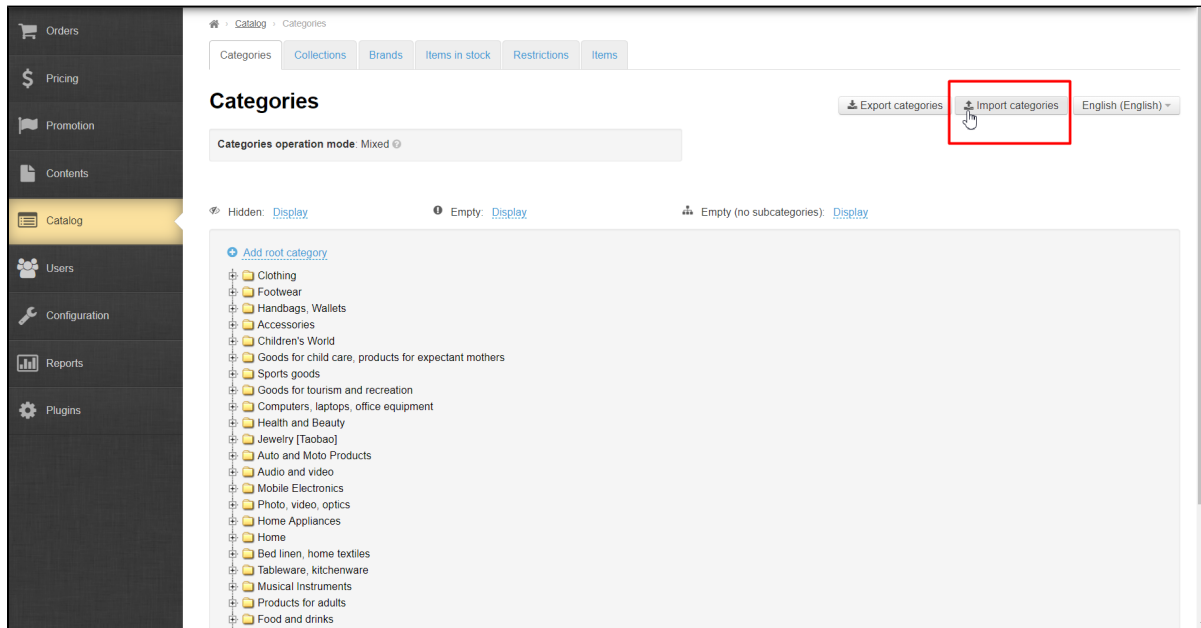 Orders
Pricing
Promotion
Contents
Catalog
Users
Configuration
Reports
Plugins
Catalog › Categories
Categories Collections Brands Items in stock Restrictions Items
Categories
Export categories Import categories English (English)
Categories operation mode: Mixed
Hidden: Display Empty: Display Empty (no subcategories): Display
Add root category
Clothing
Footwear
Handbags, Wallets
Accessories
Children's World
Goods for child care, products for expectant mothers
Sports goods
Goods for tourism and recreation
Computers, laptops, office equipment
Health and Beauty
Jewelry [Taobao]
Auto and Moto Products
Audio and video
Mobile Electronics
Photo, video, optics
Home Appliances
Home
Bed linen, home textiles
Tableware, kitchenware
Musical Instruments
Products for adults
Food and drinks